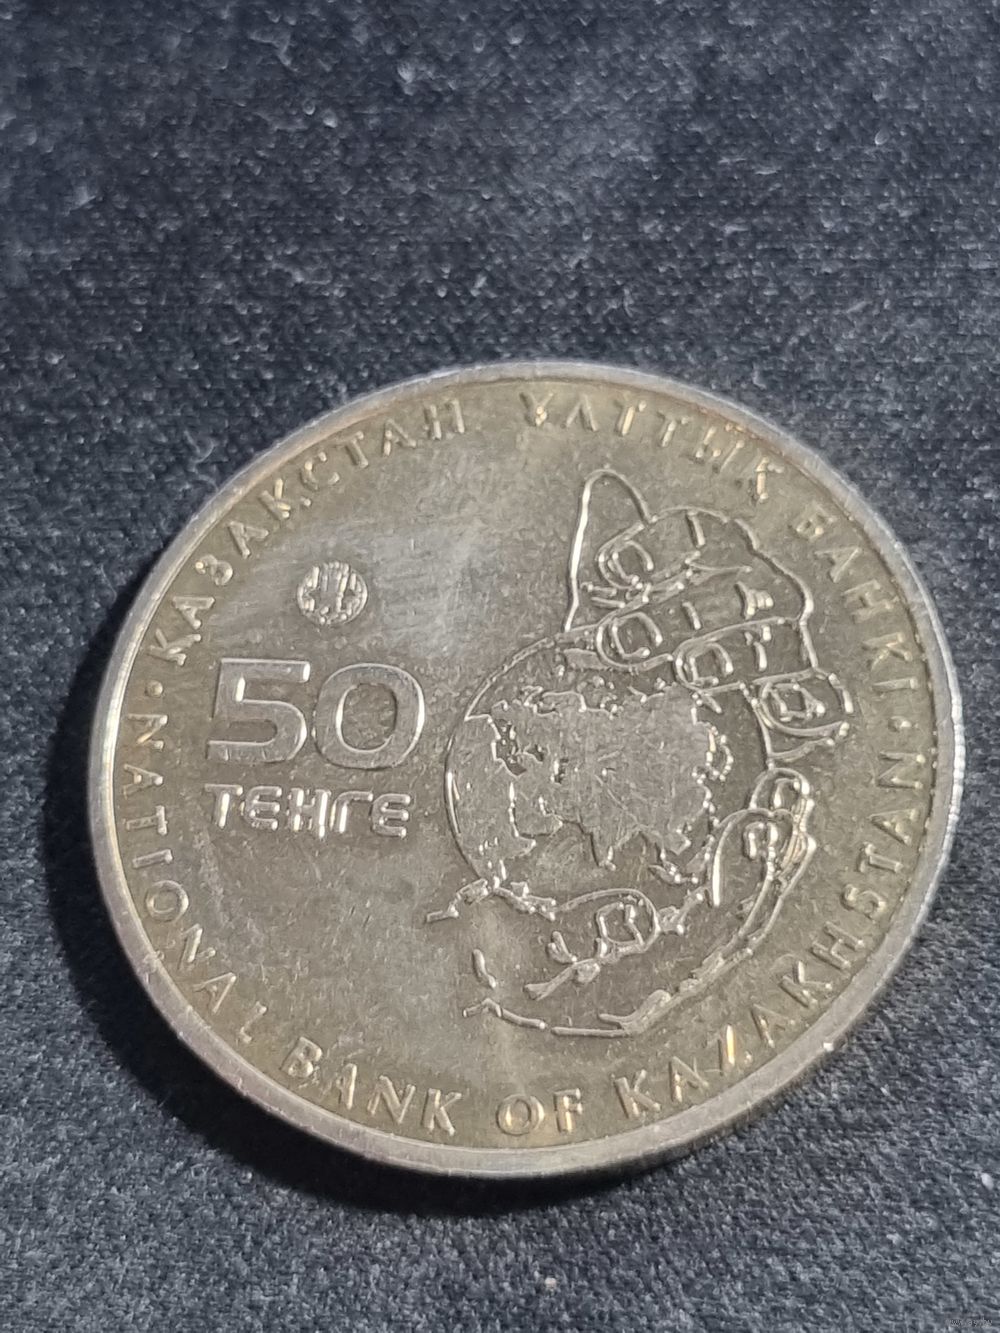 ҚАЗАҚСТАН ҰЛТТЫҚ БАНКІ • NATIONAL BANK OF KAZAKHSTAN •
50
ТЕНГЕ